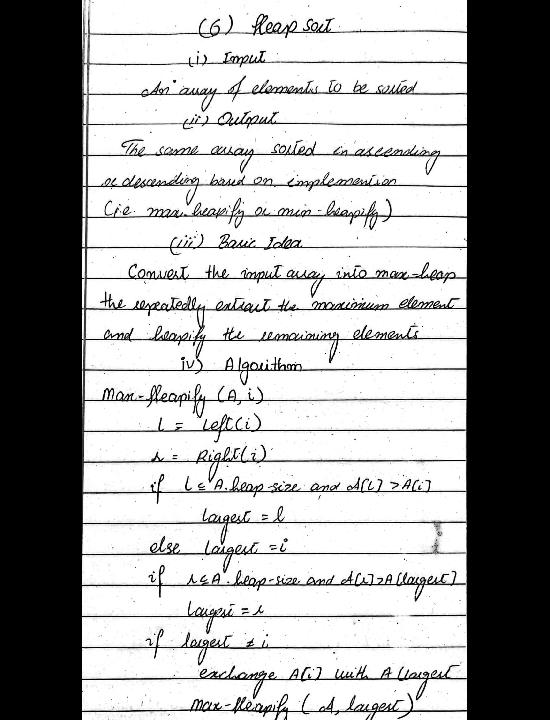 (6) Heap Sort
(i) Input
An array of elements to be sorted
(ii) Output
The same array sorted in ascending
or descending based on implemention
(i.e. max-heapify or min-heapify)
(iii) Basic Idea
Convert the input array into max-heap
the repeatedly extract the maximum element
and heapify the remaining elements
iv) Algorithm
Max-Heapify (A, i)
l = Left(i)
r = Right(i)
if l ≤ A.heap-size and A[l] > A[i]
largest = l
else largest = i
if r ≤ A.heap-size and A[r] > A[largest]
largest = r
if largest ≠ i
exchange A[i] with A[largest
max-Heapify (A, largest)